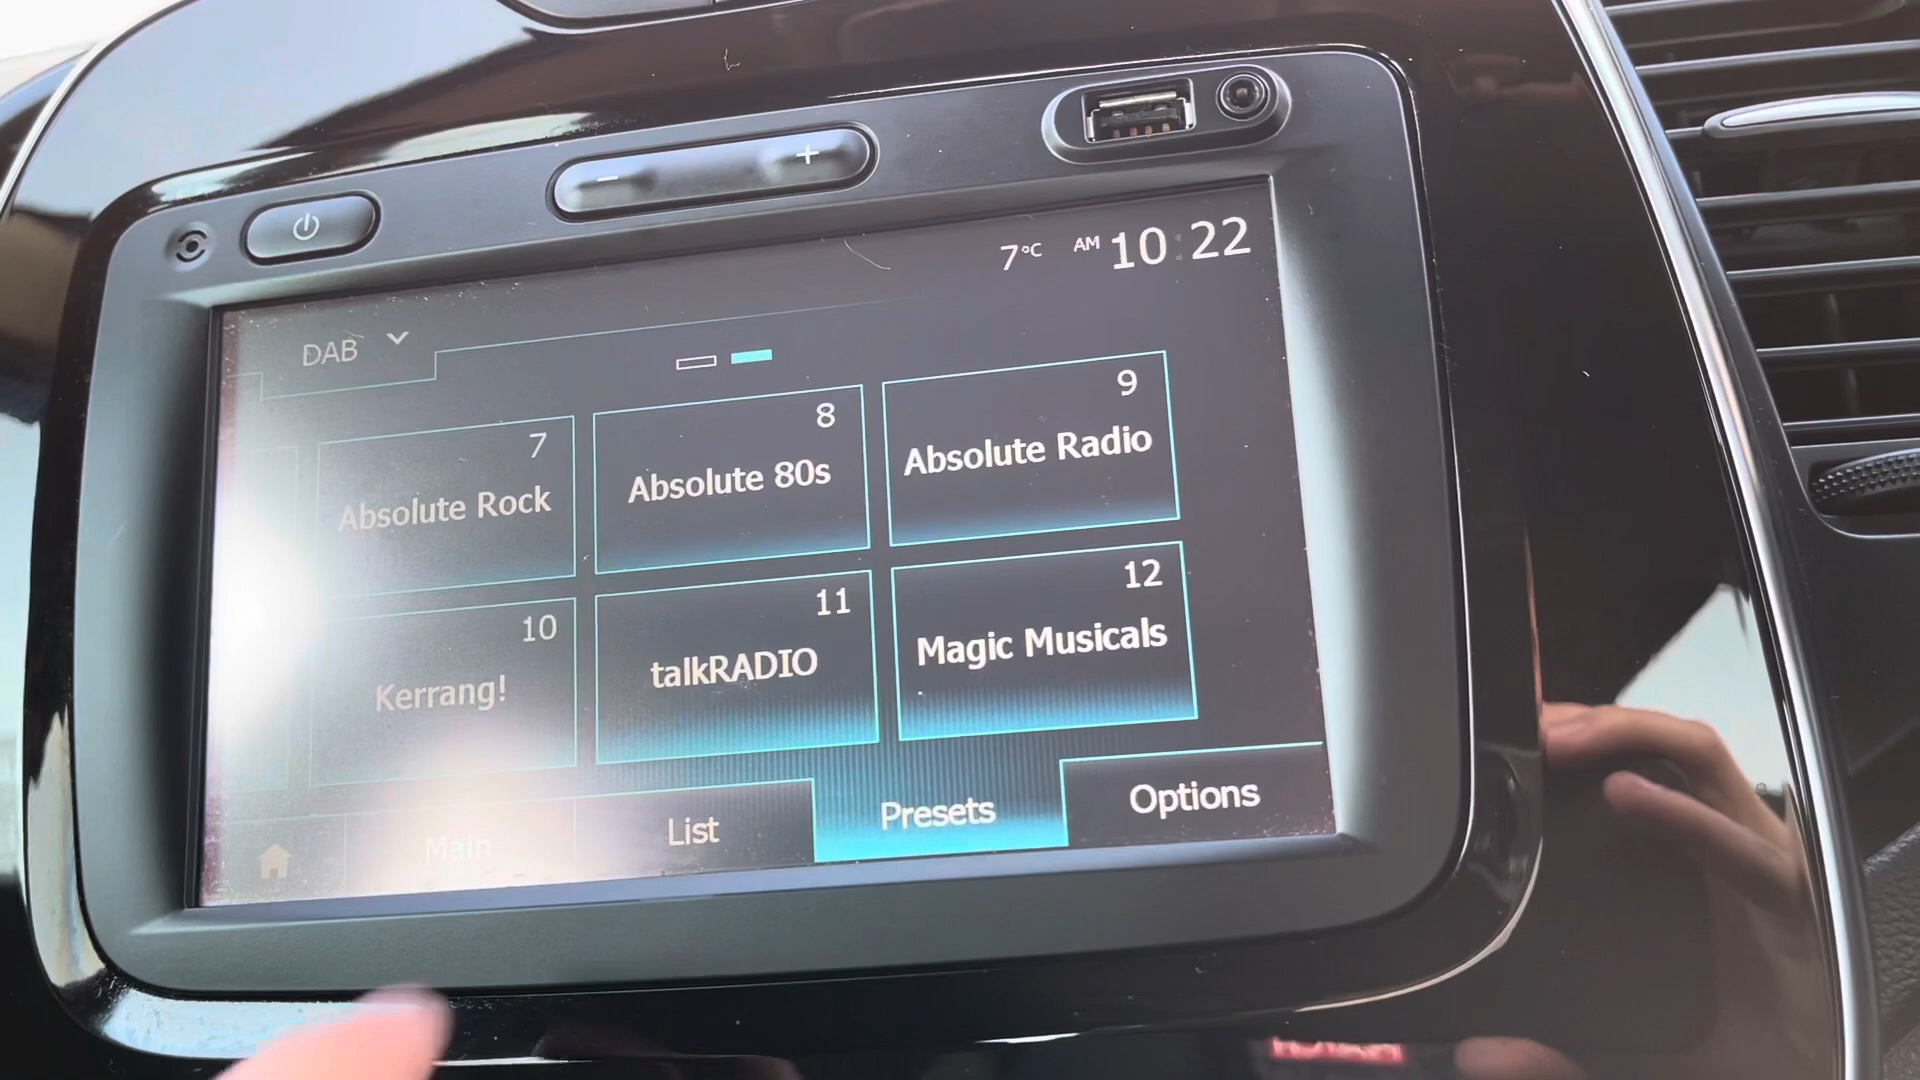 7°C AM 10:22
DAB
7
Absolute Rock
8
Absolute 80s
9
Absolute Radio
10
Kerrang!
11
talkRADIO
12
Magic Musicals
Main
List
Presets
Options